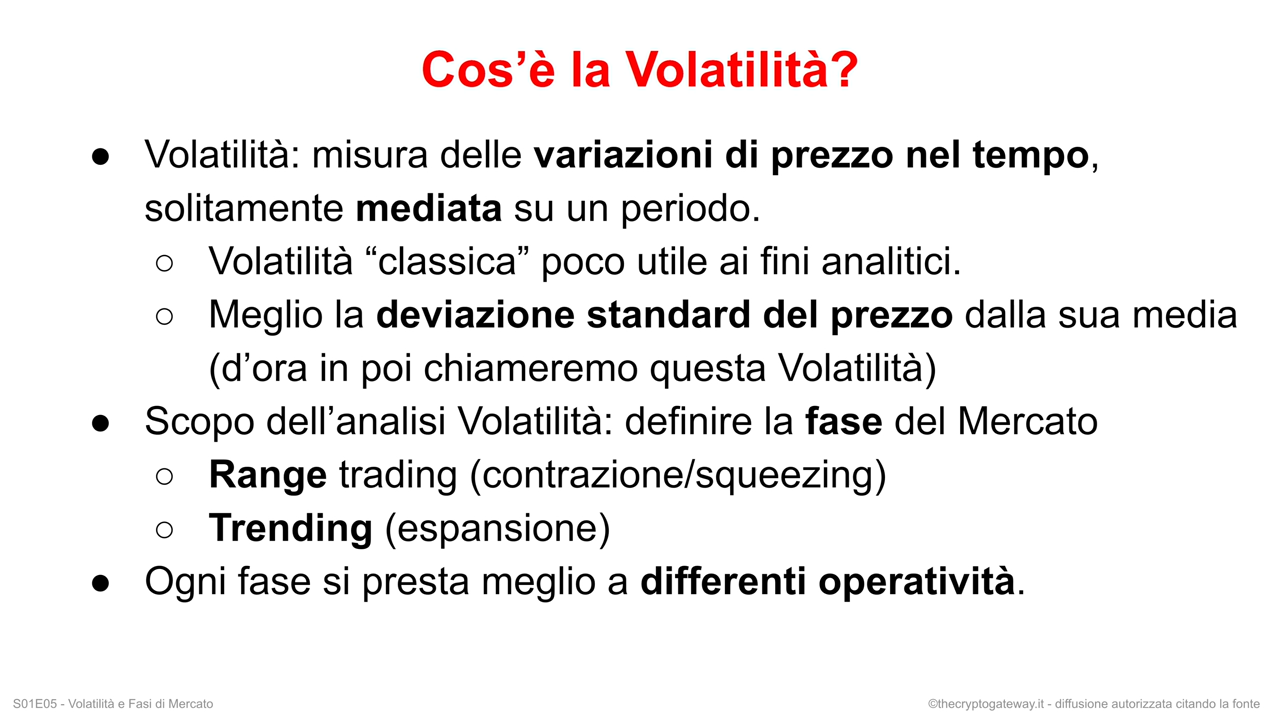 Cos’è la Volatilità?
● Volatilità: misura delle variazioni di prezzo nel tempo,
solitamente mediata su un periodo.
○ Volatilità “classica” poco utile ai fini analitici.
○ Meglio la deviazione standard del prezzo dalla sua media
(d’ora in poi chiameremo questa Volatilità)
● Scopo dell’analisi Volatilità: definire la fase del Mercato
○ Range trading (contrazione/squeezing)
○ Trending (espansione)
● Ogni fase si presta meglio a differenti operatività.
S01E05 - Volatilità e Fasi di Mercato
©thecryptogateway.it - diffusione autorizzata citando la fonte